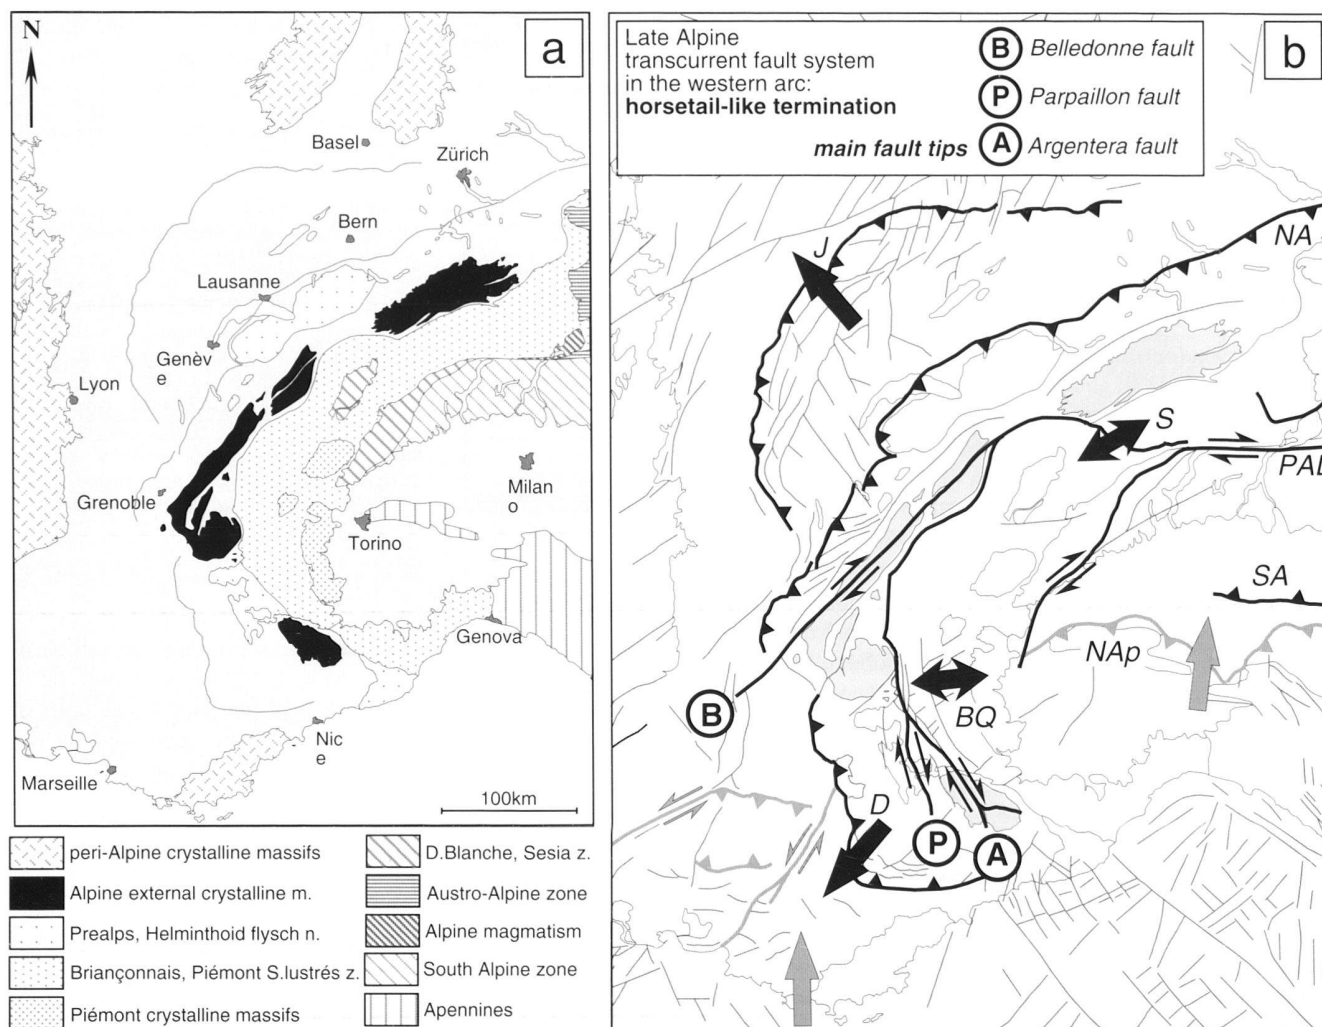 N
a
Basel
Zürich
Bern
Lausanne
Genèv
e
Lyon
Grenoble
Milan
o
Torino
Genova
Nic
e
Marseille
100km
peri-Alpine crystalline massifs
Alpine external crystalline m.
Prealps, Helminthoid flysch n.
Briançonnais, Piémont S.lustrés z.
Piémont crystalline massifs
D.Blanche, Sesia z.
Austro-Alpine zone
Alpine magmatism
South Alpine zone
Apennines
Late Alpine
transcurrent fault system
in the western arc:
horsetail-like termination
main fault tips
B Belledonne fault
P Parpaillon fault
A Argentera fault
b
J
NA
S
PAL
SA
NAp
B
BQ
D
P
A